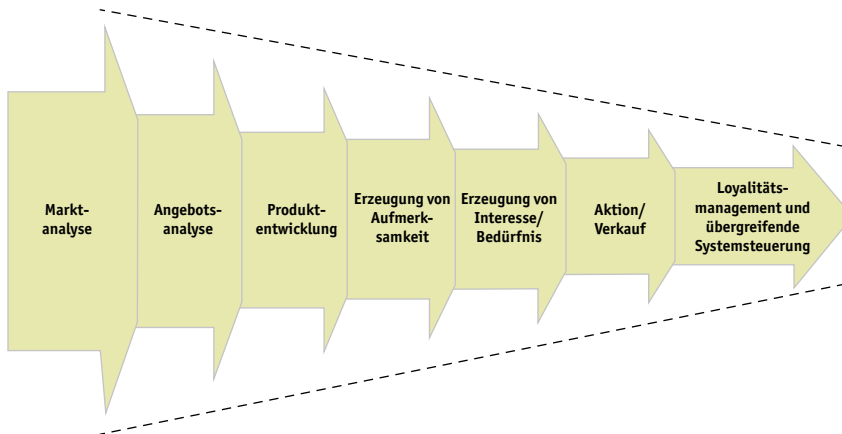 Markt-
analyse
Angebots-
analyse
Produkt-
entwicklung
Erzeugung von
Aufmerk-
samkeit
Erzeugung von
Interesse/
Bedürfnis
Aktion/
Verkauf
Loyalitäts-
management und
übergreifende
Systemsteuerung